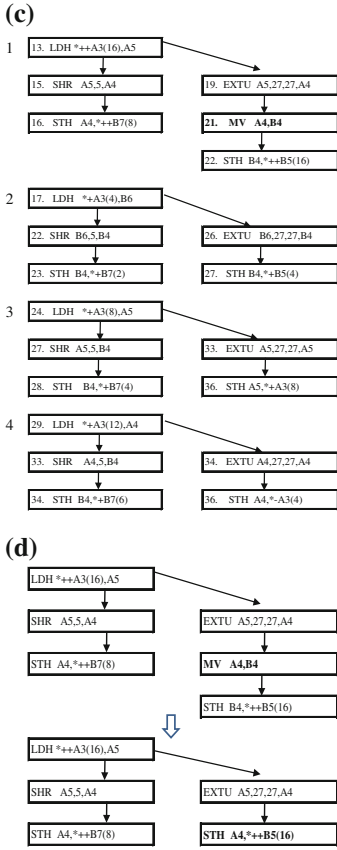 (c)
1 13. LDH *++A3(16),A5
15. SHR A5,5,A4 19. EXTU A5,27,27,A4
16. STH A4,*++B7(8) 21. MV A4,B4
22. STH B4,*++B5(16)
2 17. LDH *+A3(4),B6
22. SHR B6,5,B4 26. EXTU B6,27,27,B4
23. STH B4,*+B7(2) 27. STH B4,*+B5(4)
3 24. LDH *+A3(8),A5
27. SHR A5,5,B4 33. EXTU A5,27,27,A5
28. STH B4,*+B7(4) 36. STH A5,*+A3(8)
4 29. LDH *+A3(12),A4
33. SHR A4,5,B4 34. EXTU A4,27,27,A4
34. STH B4,*+B7(6) 36. STH A4,*-A3(4)
(d)
LDH *++A3(16),A5
SHR A5,5,A4 EXTU A5,27,27,A4
STH A4,*++B7(8) MV A4,B4
STH B4,*++B5(16)
LDH *++A3(16),A5
SHR A5,5,A4 EXTU A5,27,27,A4
STH A4,*++B7(8) STH A4,*++B5(16)